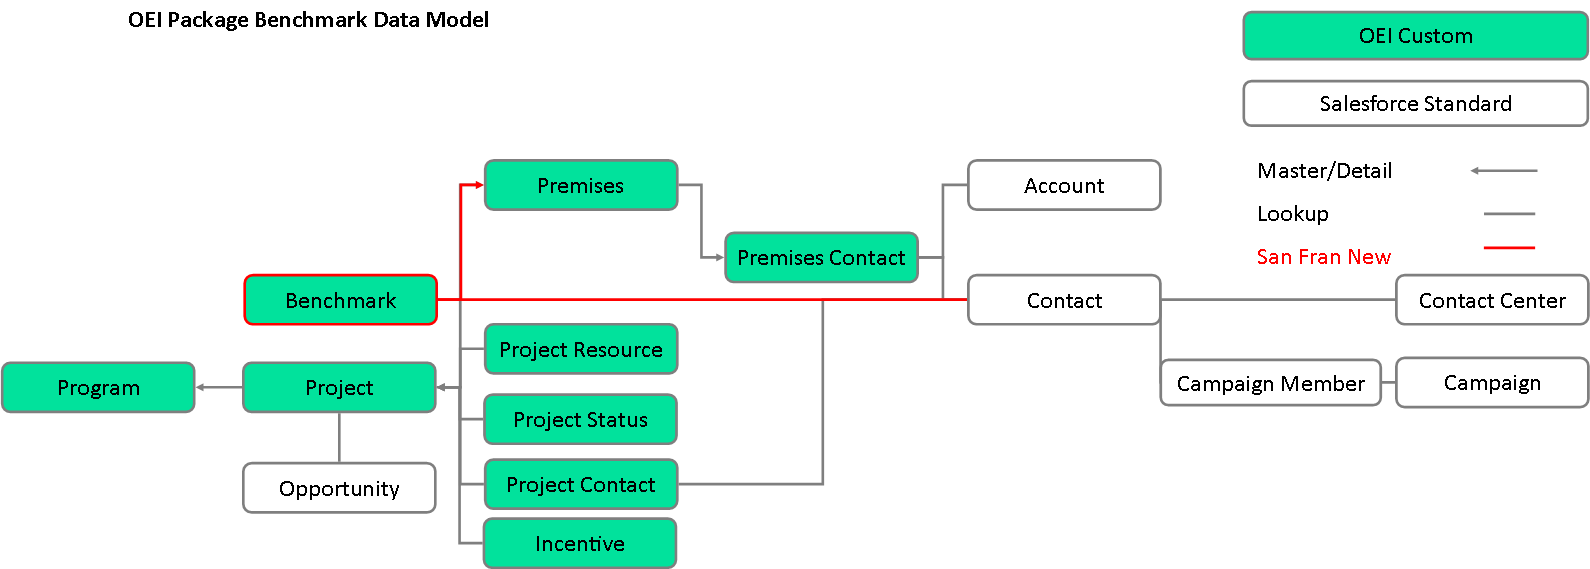 OEI Package Benchmark Data Model
OEI Custom
Salesforce Standard
Master/Detail
Lookup
San Fran New
Premises
Account
Premises Contact
Benchmark
Contact
Contact Center
Project Resource
Program
Project
Campaign Member
Campaign
Project Status
Opportunity
Project Contact
Incentive